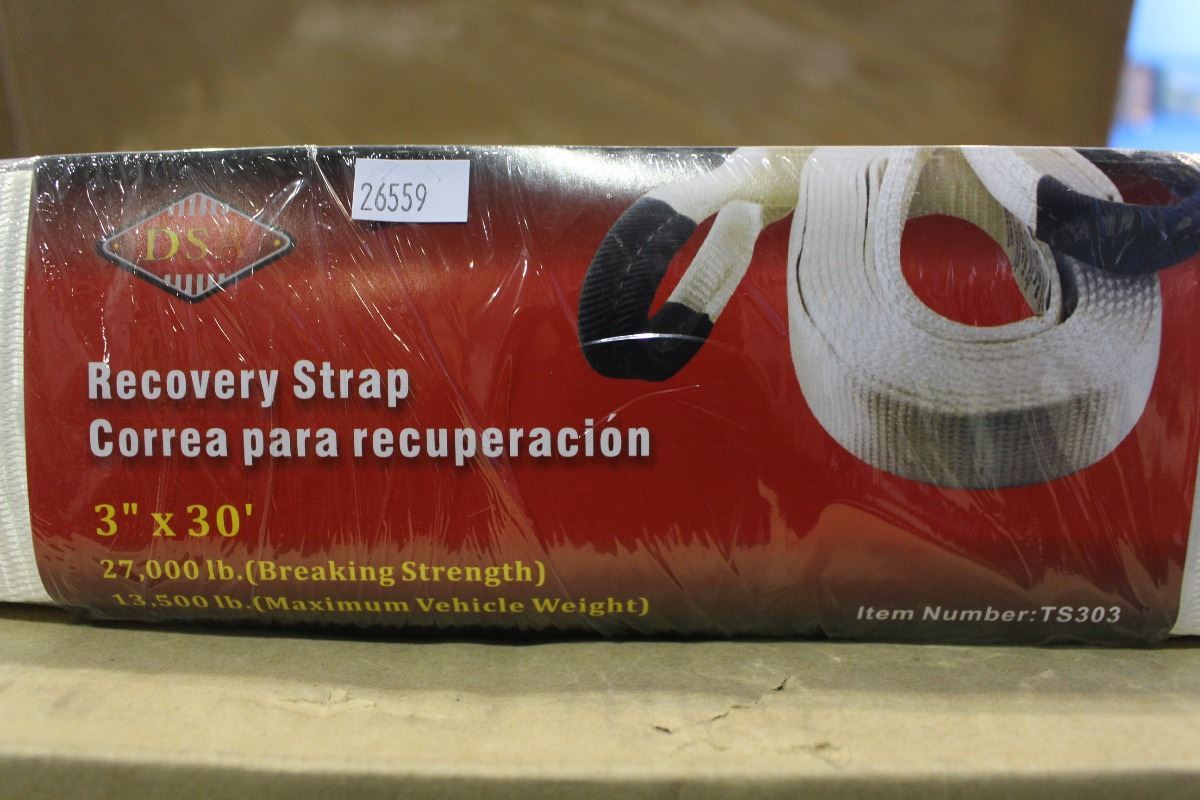 26559
Recovery Strap
Correa para recuperación
3" x 30'
27,000 lb.(Breaking Strength)
13,500 lb.(Maximum Vehicle Weight)
Item Number:TS303